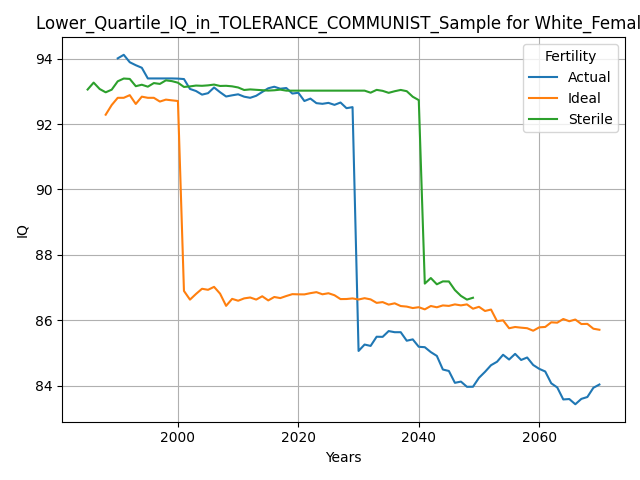 Lower_Quartile_IQ_in_TOLERANCE_COMMUNIST_Sample for White_Femal
Fertility
Actual
Ideal
Sterile
IQ
94
92
90
88
86
84
2000 2020 2040 2060
Years